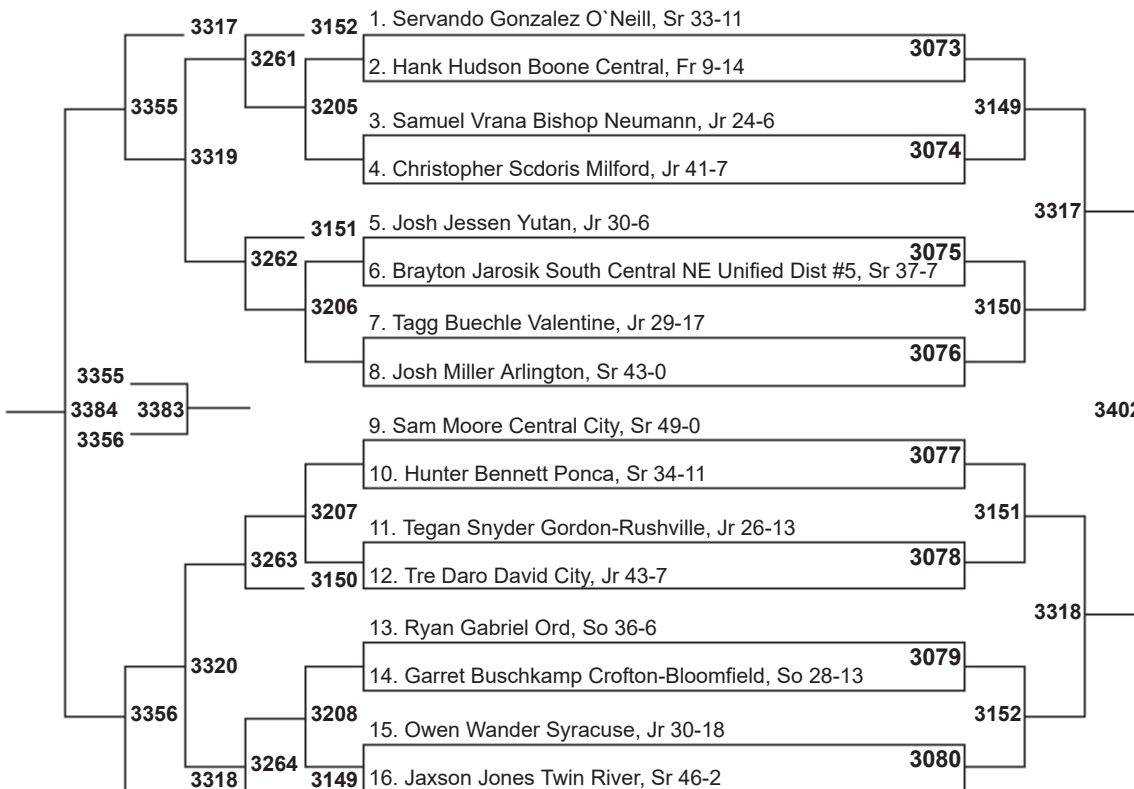 3317
3152
1. Servando Gonzalez O`Neill, Sr 33-11
3073
3261
2. Hank Hudson Boone Central, Fr 9-14
3355
3205
3149
3. Samuel Vrana Bishop Neumann, Jr 24-6
3074
3319
4. Christopher Scdoris Milford, Jr 41-7
3317
3151
5. Josh Jessen Yutan, Jr 30-6
3075
3262
6. Brayton Jarosik South Central NE Unified Dist #5, Sr 37-7
3206
3150
7. Tagg Buechle Valentine, Jr 29-17
3076
8. Josh Miller Arlington, Sr 43-0
3355
3384
3383
3402
3356
9. Sam Moore Central City, Sr 49-0
3077
10. Hunter Bennett Ponca, Sr 34-11
3207
3151
11. Tegan Snyder Gordon-Rushville, Jr 26-13
3078
3263
3150
12. Tre Daro David City, Jr 43-7
3318
13. Ryan Gabriel Ord, So 36-6
3079
3320
14. Garret Buschkamp Crofton-Bloomfield, So 28-13
3356
3208
3152
15. Owen Wander Syracuse, Jr 30-18
3080
3264
3318
3149
16. Jaxson Jones Twin River, Sr 46-2